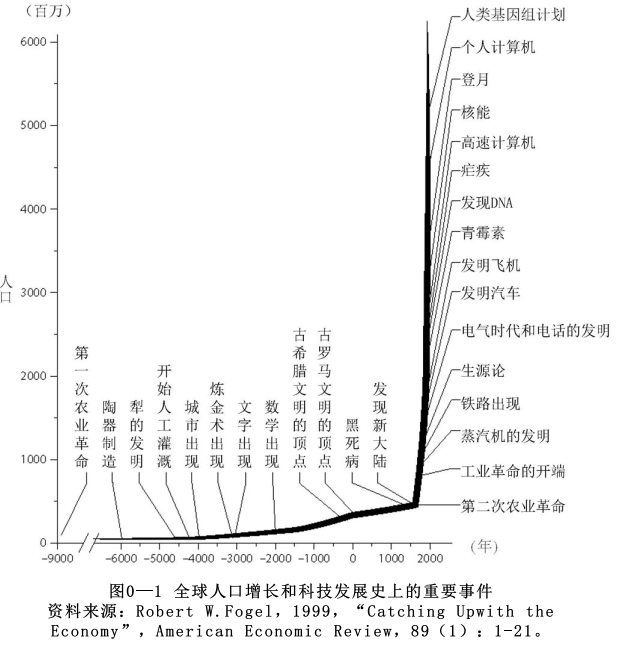 （百万）
6000
5000
4000
3000
2000
1000
0
人口
人类基因组计划
个人计算机
登月
核能
高速计算机
疟疾
发现DNA
青霉素
发明飞机
发明汽车
电气时代和电话的发明
生源论
铁路出现
蒸汽机的发明
工业革命的开端
第二次农业革命
第一次农业革命
陶器制造
犁的发明
开始人工灌溉
城市出现
炼金术出现
文字出现
数学出现
古希腊文明的顶点
古罗马文明的顶点
黑死病
发现新大陆
-9000 -6000 -5000 -4000 -3000 -2000 -1000 0 1000 2000 (年)
图0—1 全球人口增长和科技发展史上的重要事件
资料来源：Robert W.Fogel，1999，“Catching Upwith the
Economy”，American Economic Review，89（1）：1-21。